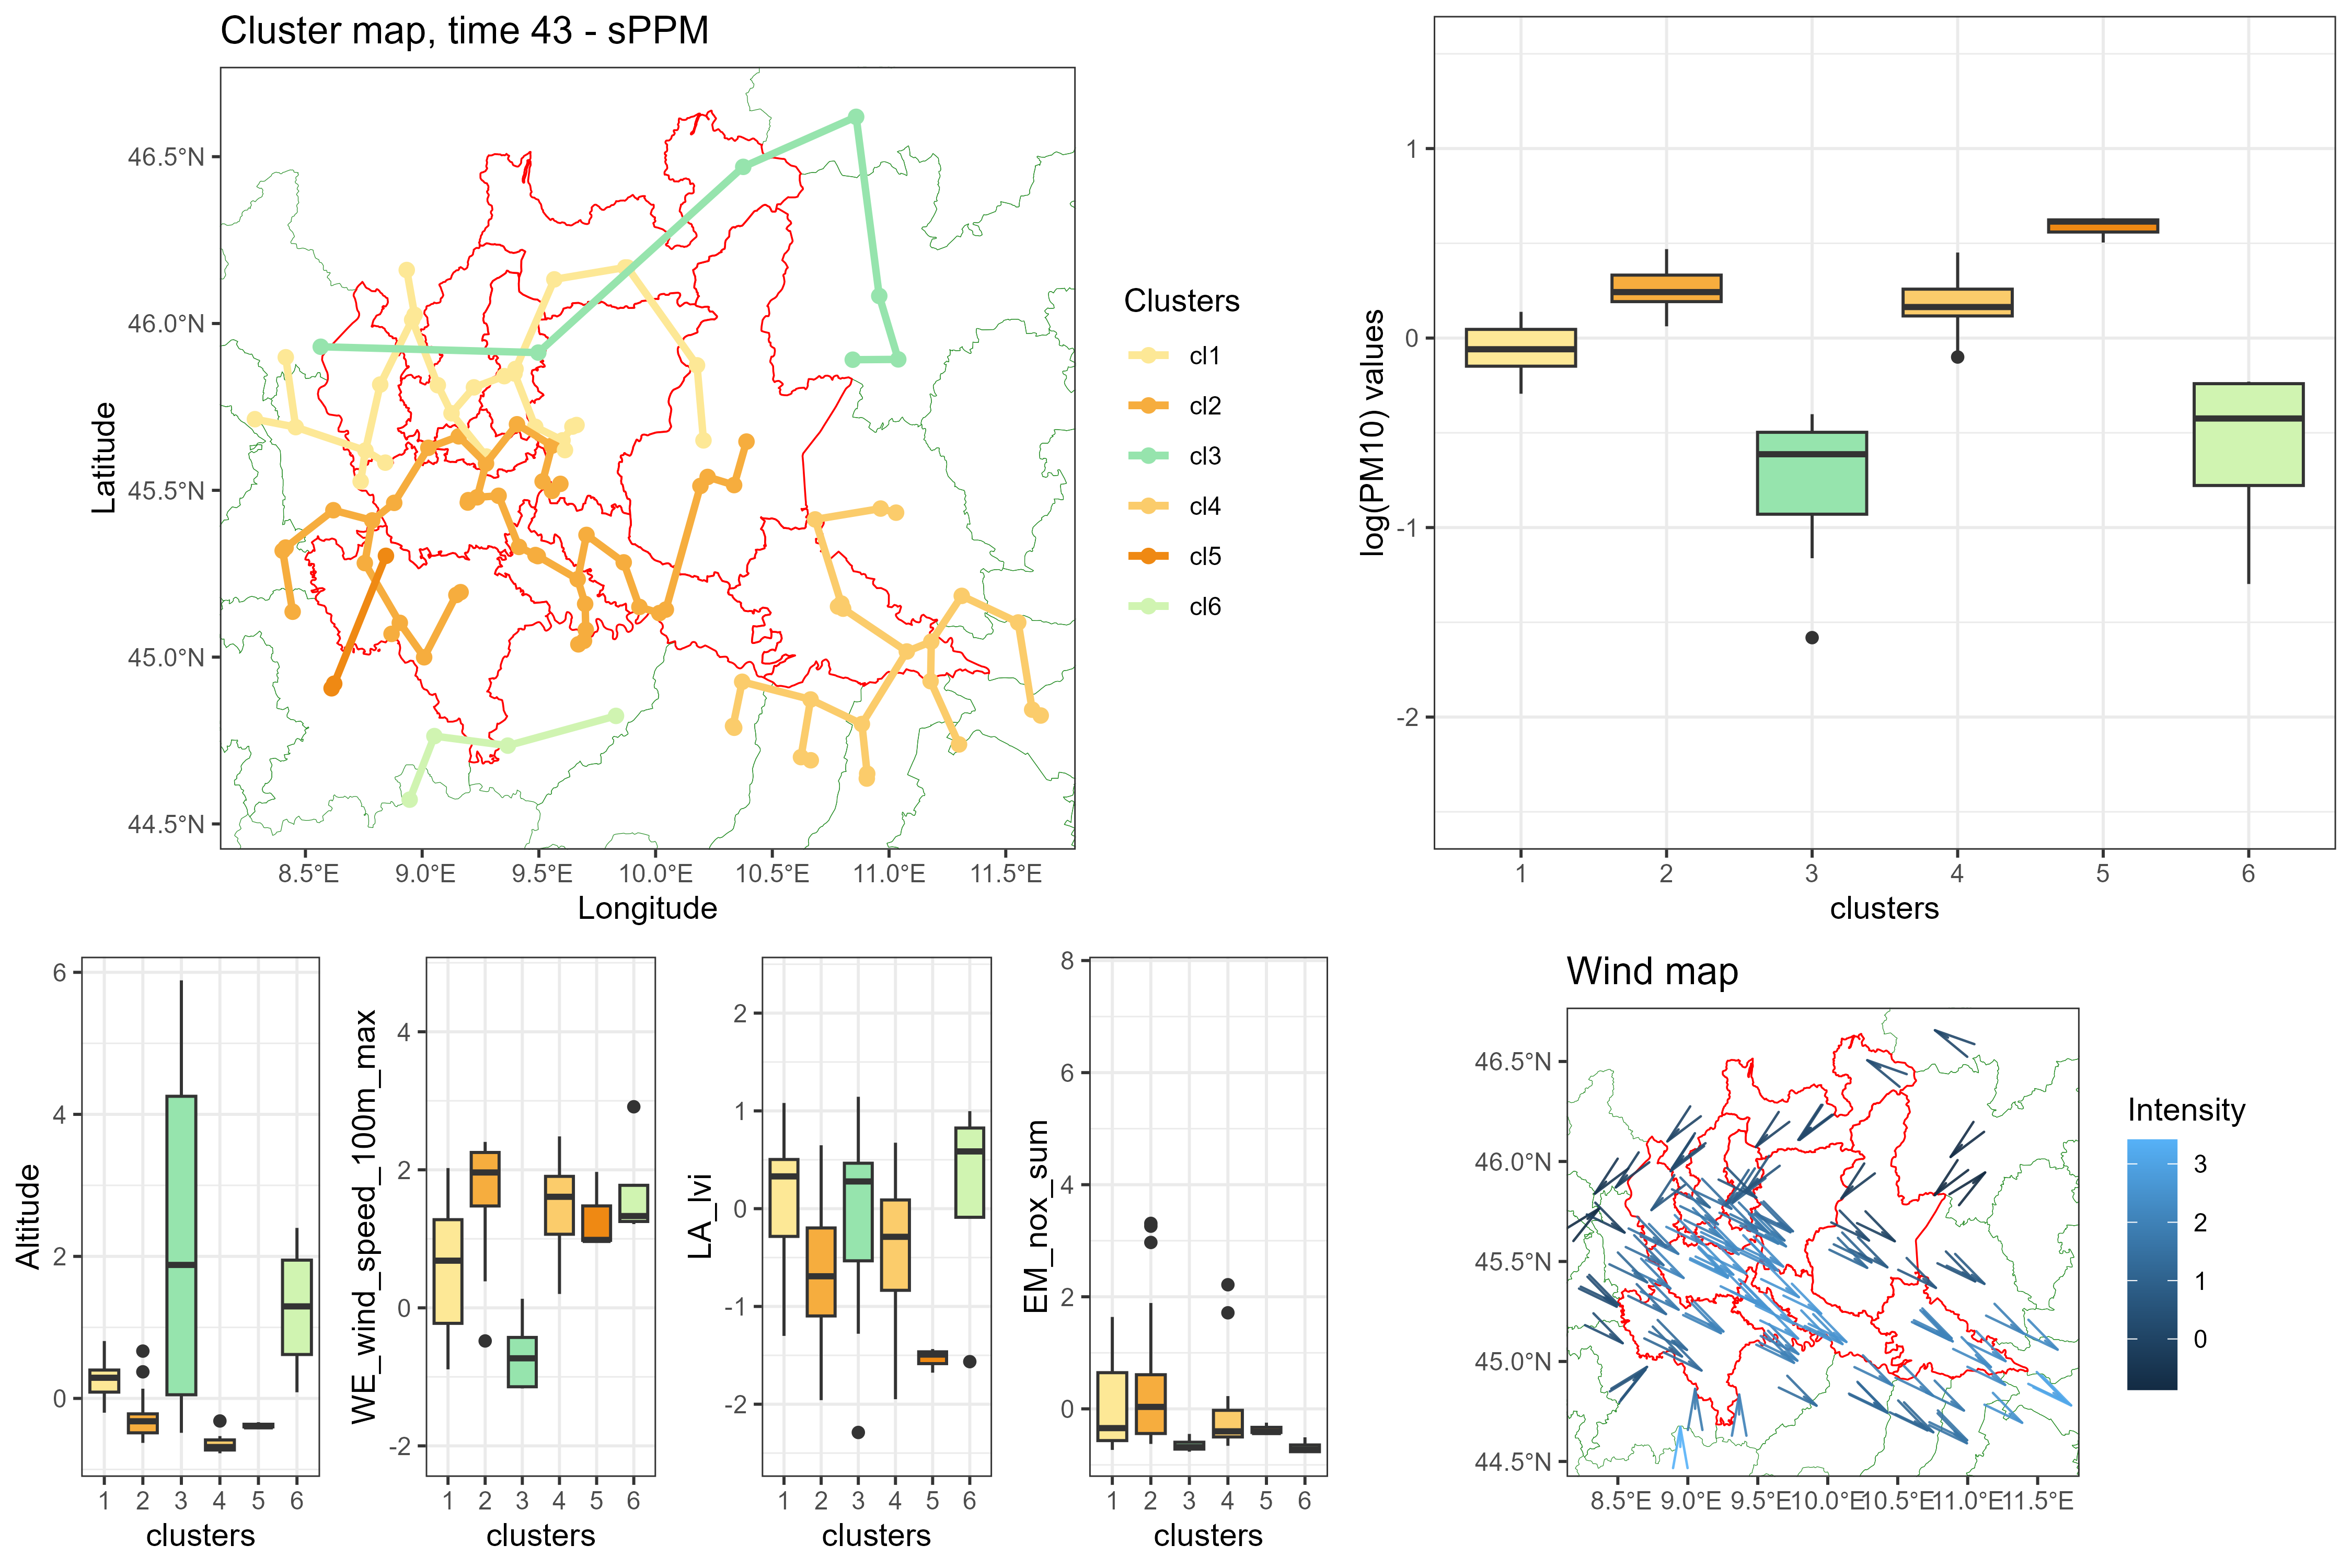 Cluster map, time 43 - sPPM
46.5°N
46.0°N
45.5°N
45.0°N
44.5°N
Latitude
8.5°E 9.0°E 9.5°E 10.0°E 10.5°E 11.0°E 11.5°E
Longitude
Clusters
cl1
cl2
cl3
cl4
cl5
cl6
1
0
-1
-2
log(PM10) values
1 2 3 4 5 6
clusters
6
4
2
0
Altitude
1 2 3 4 5 6
clusters
4
2
0
-2
WE_wind_speed_100m_max
1 2 3 4 5 6
clusters
2
1
0
-1
-2
LA_lvi
1 2 3 4 5 6
clusters
8
6
4
2
0
EM_nox_sum
1 2 3 4 5 6
clusters
Wind map
46.5°N
46.0°N
45.5°N
45.0°N
44.5°N
8.5°E 9.0°E 9.5°E 10.0°E 10.5°E 11.0°E 11.5°E
Intensity
3
2
1
0